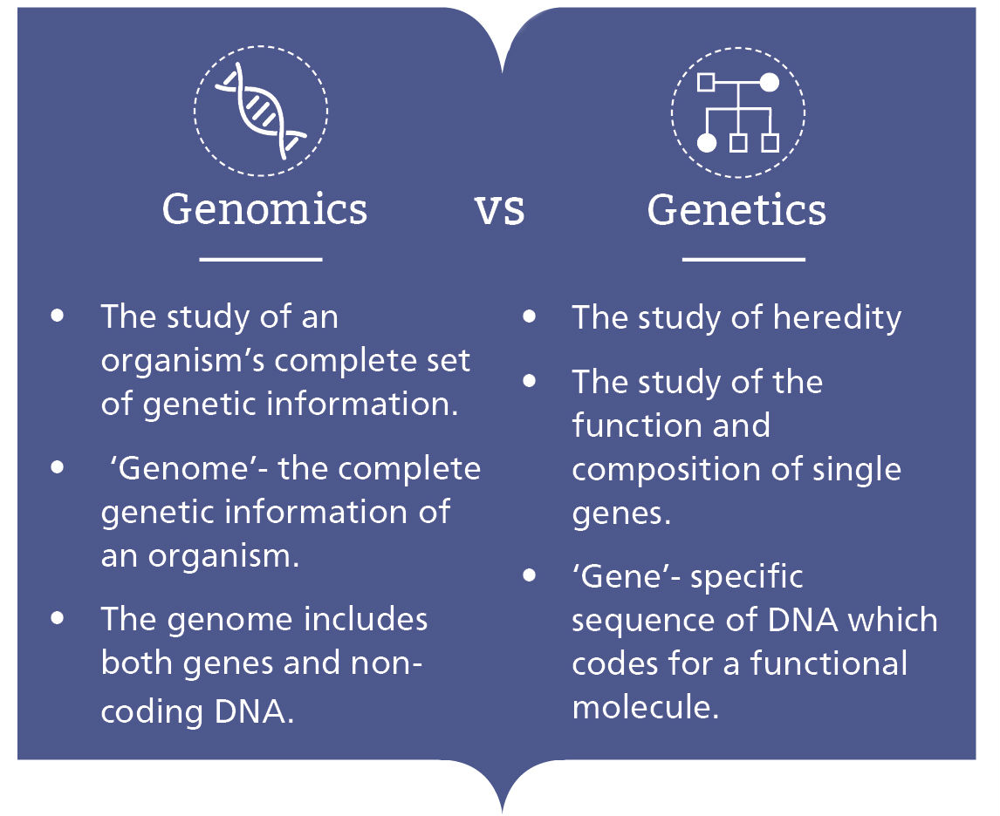 Genomics
vs
Genetics
• The study of an
organism’s complete set
of genetic information.
• ‘Genome’- the complete
genetic information of
an organism.
• The genome includes
both genes and non-
coding DNA.
• The study of heredity
• The study of the
function and
composition of single
genes.
• ‘Gene’- specific
sequence of DNA which
codes for a functional
molecule.